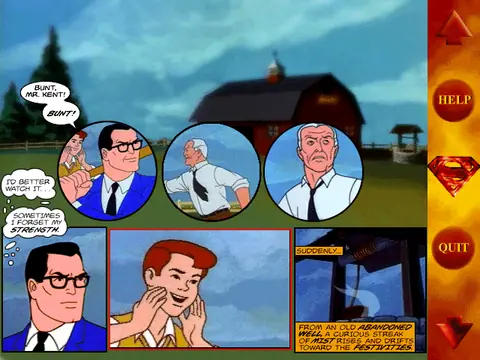 BUNT,
MR. KENT!
BUNT!
I'D BETTER
WATCH IT...
SOMETIMES
I FORGET MY
STRENGTH.
SUDDENLY...
FROM AN OLD ABANDONED
WELL, A CURIOUS STREAK
OF MIST RISES AND DRIFTS
TOWARD THE FESTIVITIES.
HELP
QUIT